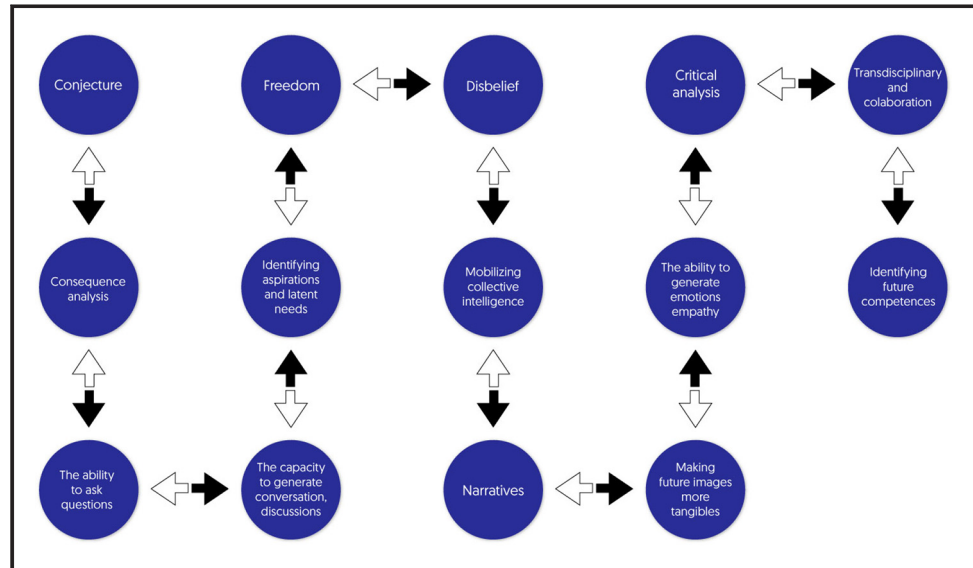 Conjecture
Freedom
Disbelief
Critical
analysis
Transdisciplinary
and
colaboration
Consequence
analysis
Identifying
aspirations
and latent
needs
Mobilizing
collective
intelligence
The ability to
generate
emotions
empathy
Identifying
future
competences
The ability
to ask
questions
The capacity
to generate
conversation,
discussions
Narratives
Making
future images
more
tangibles